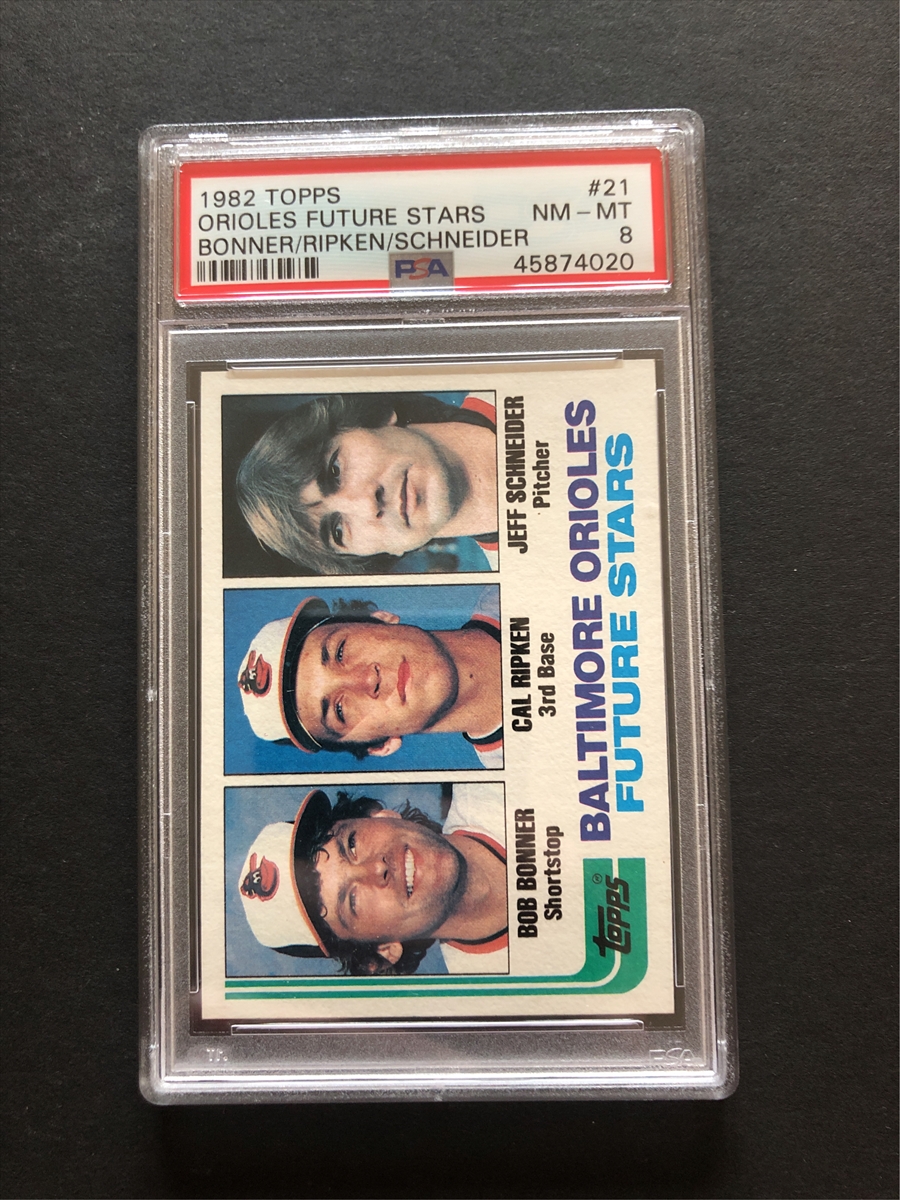 1982 TOPPS #21
ORIOLES FUTURE STARS NM – MT
BONNER/RIPKEN/SCHNEIDER 8
PSA 45874020
BOB BONNER
Shortstop
CAL RIPKEN
3rd Base
JEFF SCHNEIDER
Pitcher
topps®
BALTIMORE ORIOLES
FUTURE STARS
PSA